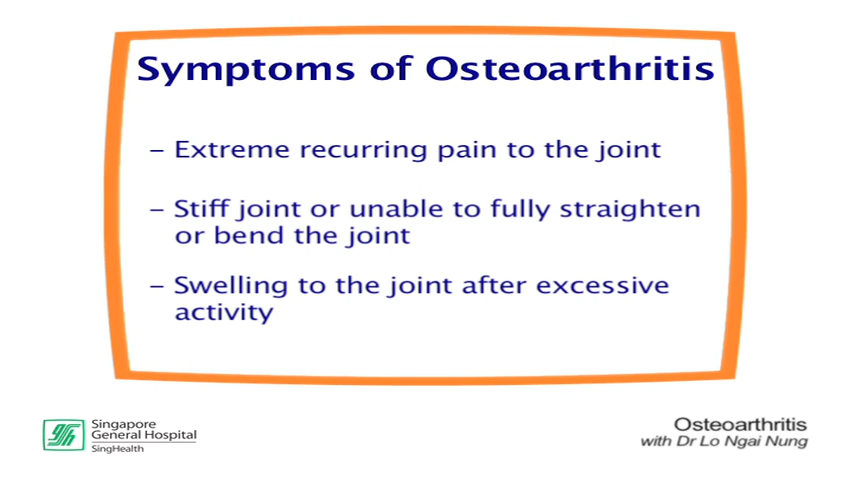 Symptoms of Osteoarthritis
– Extreme recurring pain to the joint
– Stiff joint or unable to fully straighten
or bend the joint
– Swelling to the joint after excessive
activity
Singapore
General Hospital
SingHealth
Osteoarthritis
with Dr Lo Ngai Nung